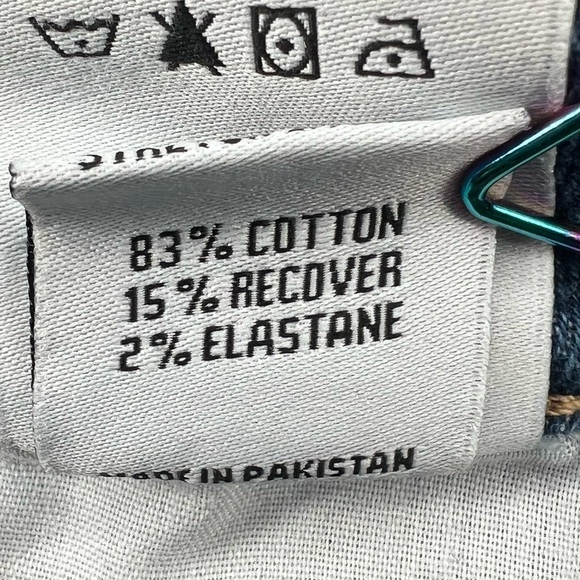 83% COTTON
15% RECOVER
2% ELASTANE
MADE IN PAKISTAN